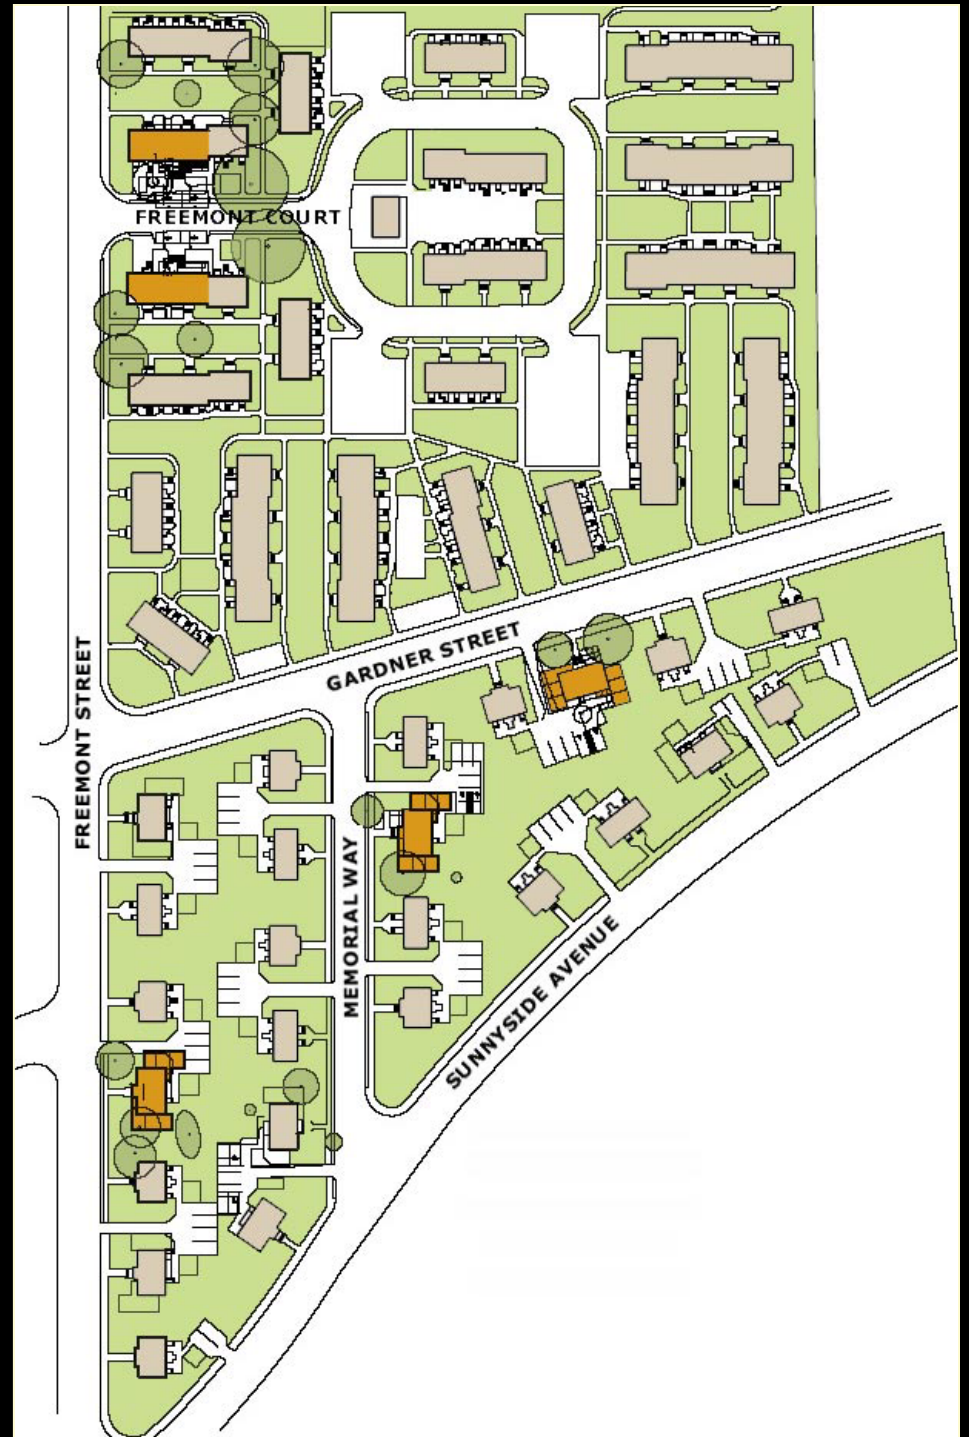 FREEMONT COURT
GARDNER STREET
FREEMONT STREET
MEMORIAL WAY
SUNNYSIDE AVENUE